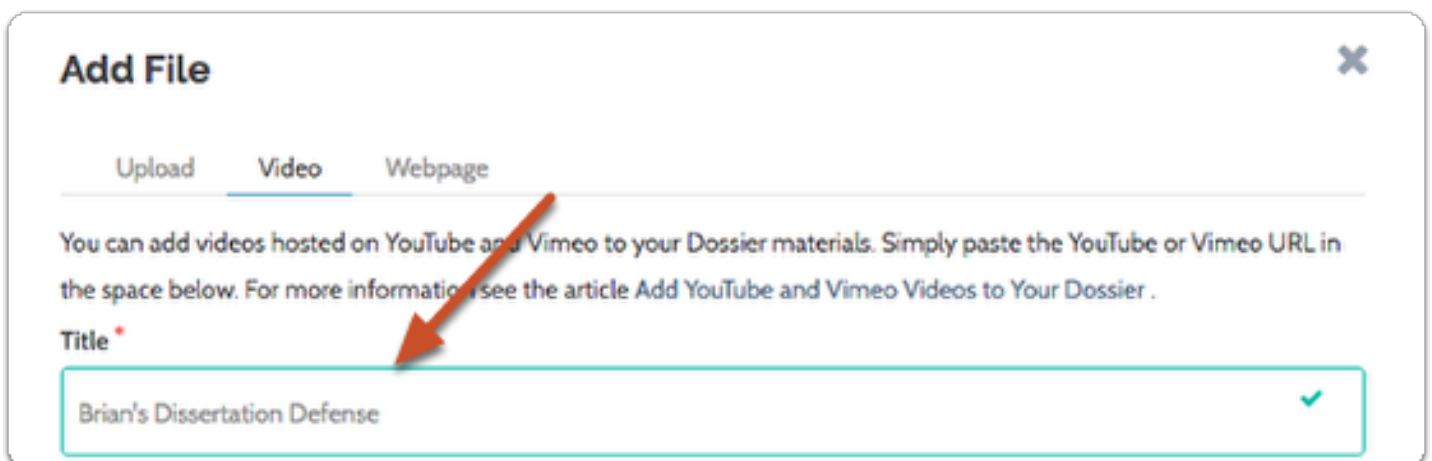 Add File
Upload Video Webpage
You can add videos hosted on YouTube and Vimeo to your Dossier materials. Simply paste the YouTube or Vimeo URL in
the space below. For more information see the article Add YouTube and Vimeo Videos to Your Dossier .
Title *
Brian's Dissertation Defense